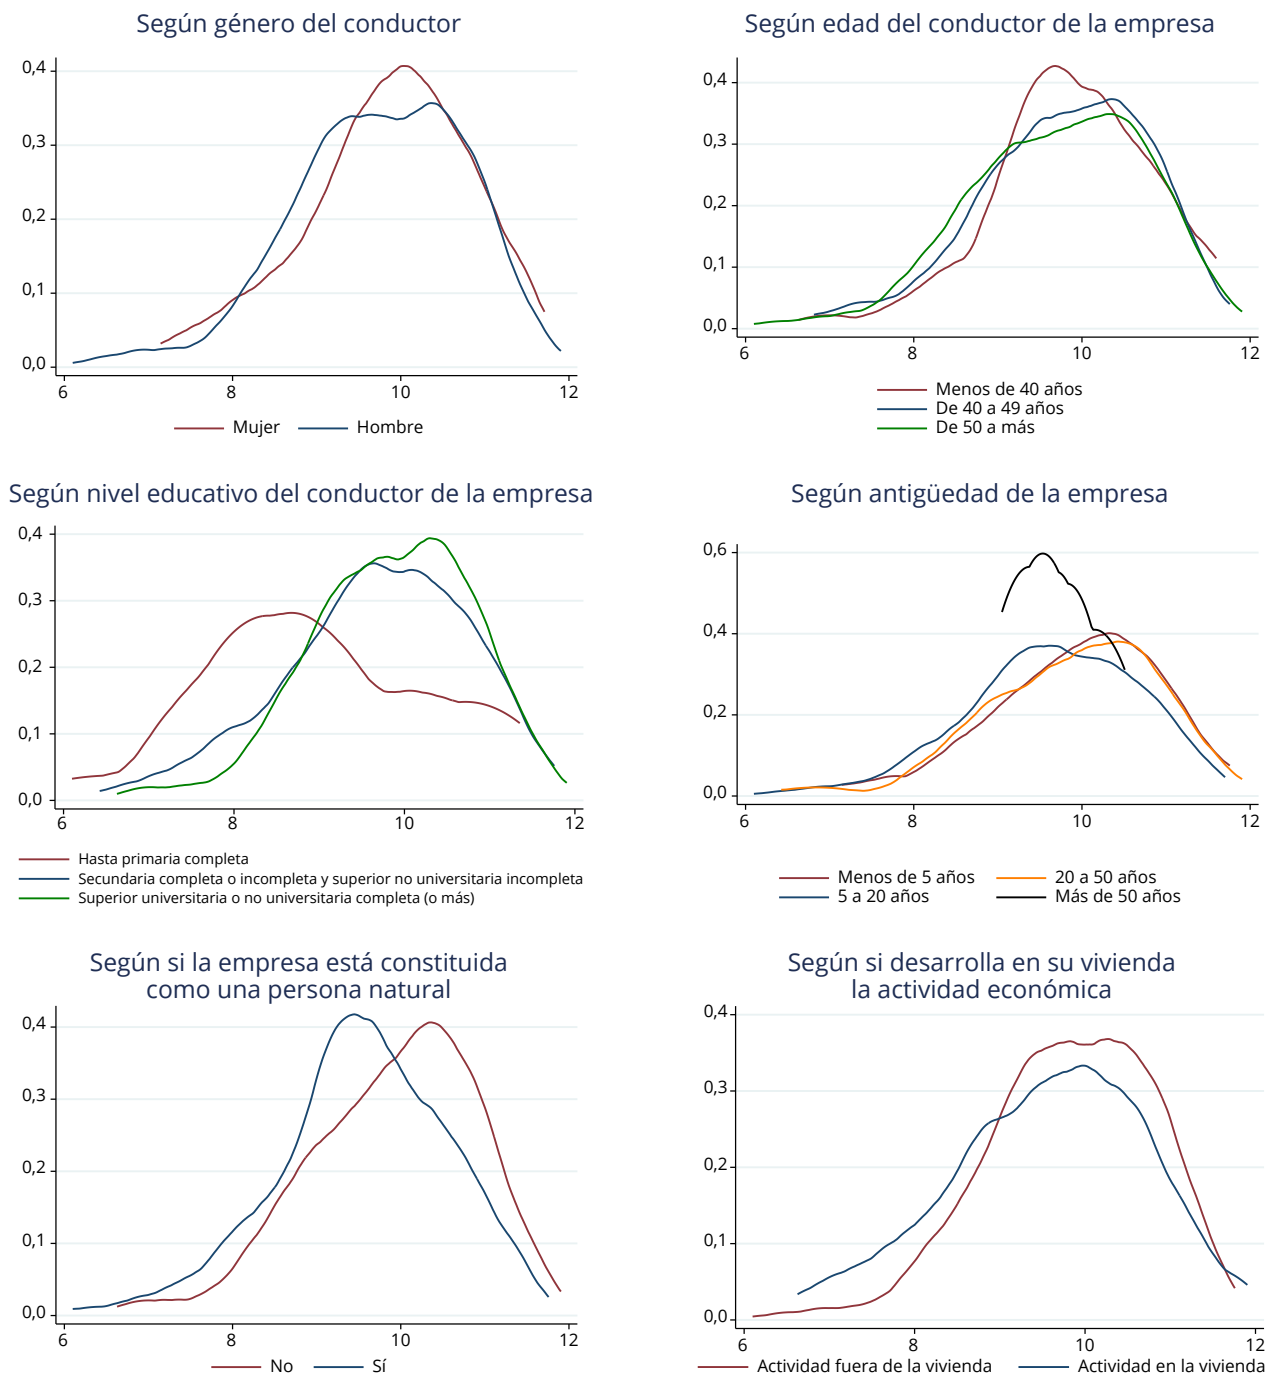 Según género del conductor
0,4
0,3
0,2
0,1
0,0
6 8 10 12
Mujer Hombre
Según edad del conductor de la empresa
0,4
0,3
0,2
0,1
0,0
6 8 10 12
Menos de 40 años
De 40 a 49 años
De 50 a más
Según nivel educativo del conductor de la empresa
0,4
0,3
0,2
0,1
0,0
6 8 10 12
Hasta primaria completa
Secundaria completa o incompleta y superior no universitaria incompleta
Superior universitaria o no universitaria completa (o más)
Según antigüedad de la empresa
0,6
0,4
0,2
0,0
6 8 10 12
Menos de 5 años 20 a 50 años
5 a 20 años Más de 50 años
Según si la empresa está constituida
como una persona natural
0,4
0,3
0,2
0,1
0,0
6 8 10 12
No Sí
Según si desarrolla en su vivienda
la actividad económica
0,4
0,3
0,2
0,1
0,0
6 8 10 12
Actividad fuera de la vivienda Actividad en la vivienda